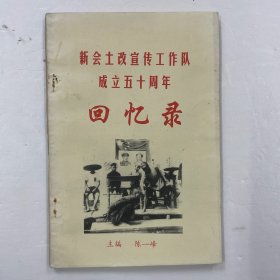 新会土改宣传工作队
成立五十周年
回忆录
主编 陈一峰